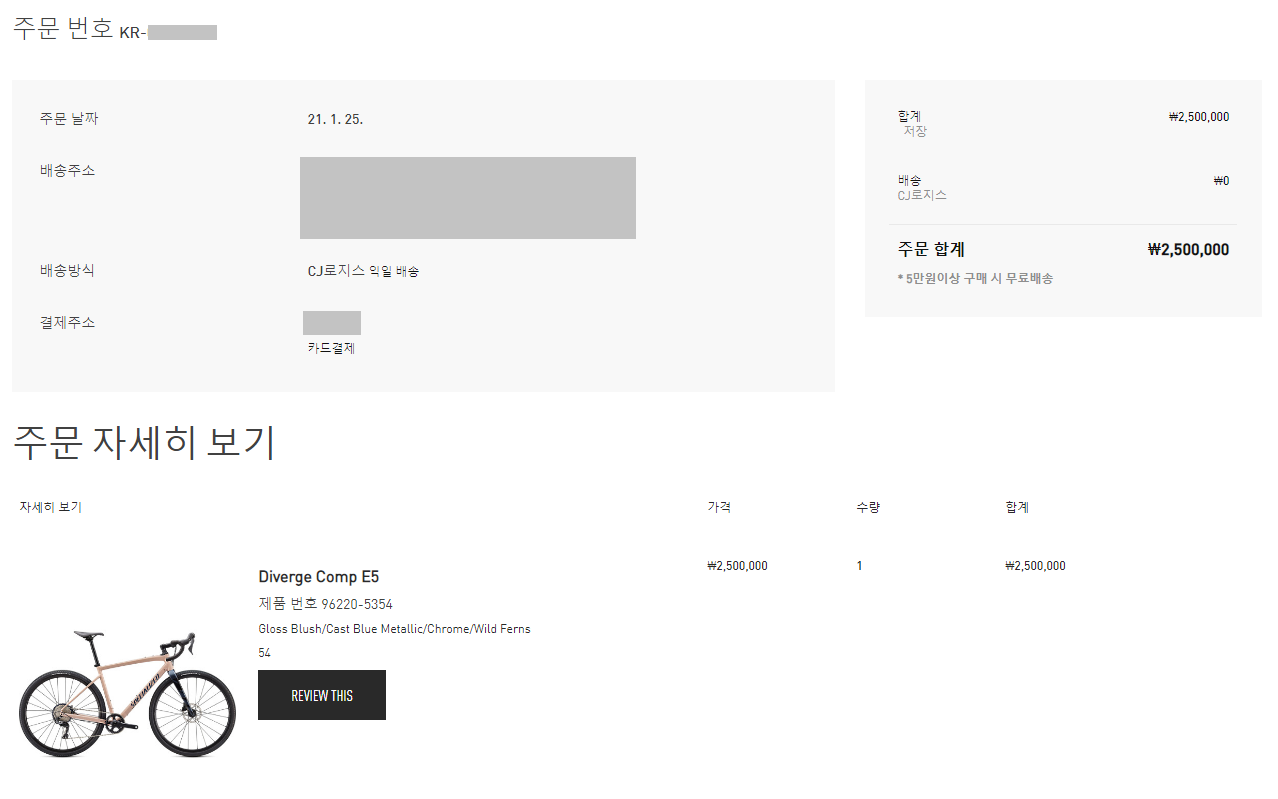 주문 번호 KR-
주문 날짜 21. 1. 25.
배송주소
배송방식 CJ로지스 익일 배송
결제주소
카드결제
합계 ₩2,500,000
저장
배송 ₩0
CJ로지스
주문 합계 ₩2,500,000
* 5만원이상 구매 시 무료배송
주문 자세히 보기
자세히 보기 가격 수량 합계
₩2,500,000 1 ₩2,500,000
Diverge Comp E5
제품 번호 96220-5354
Gloss Blush/Cast Blue Metallic/Chrome/Wild Ferns
54
REVIEW THIS
SPECIALIZED